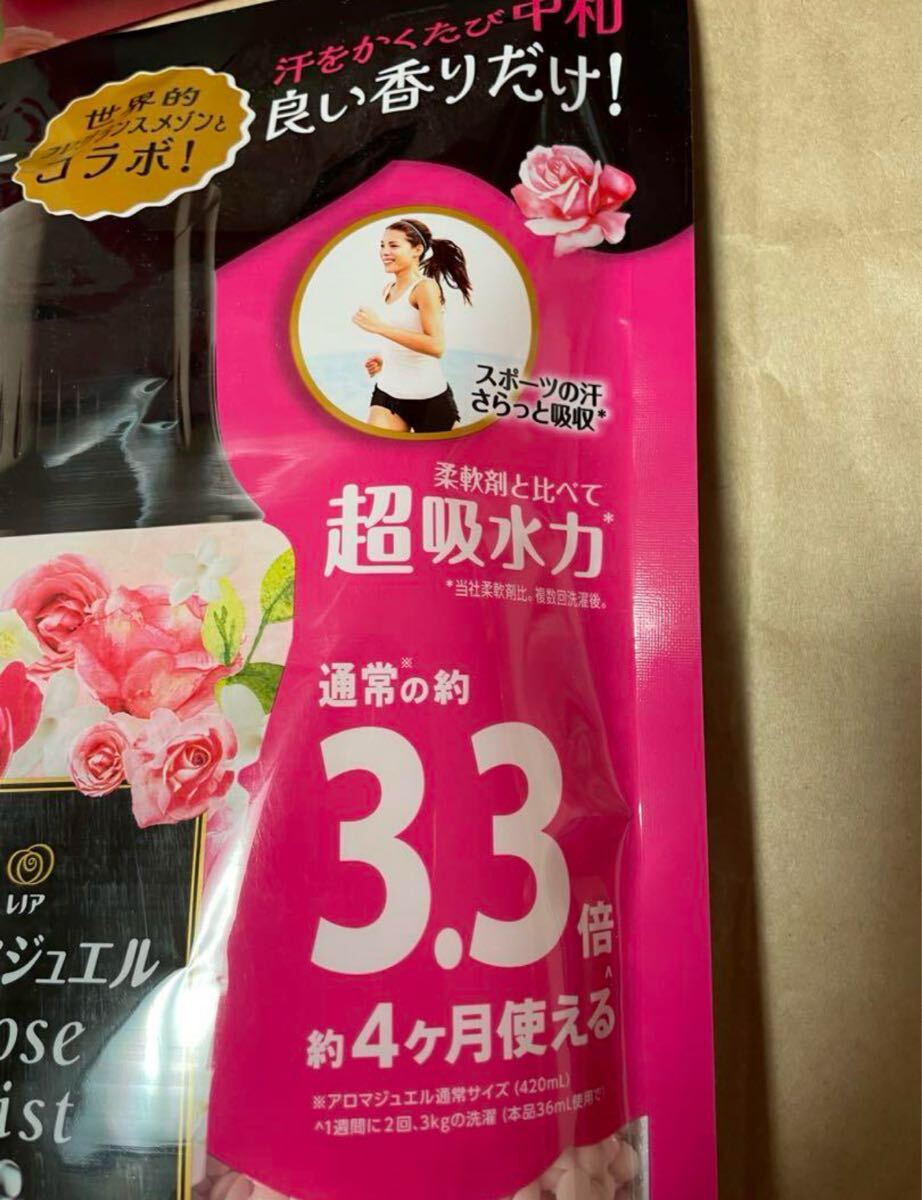 汗をかくたび中和
良い香りだけ!
世界的
フレグランスメゾンと
コラボ!
スポーツの汗
さらっと吸収*
柔軟剤と比べて
超吸水力*
*当社柔軟剤比。複数回洗濯後。
通常※の約
3.3倍
約4ヶ月使える^
※アロマジュエル通常サイズ(420mL)
^1週間に2回、3kgの洗濯(本品36mL使用で)
レノア
ジュエル
ose
ist